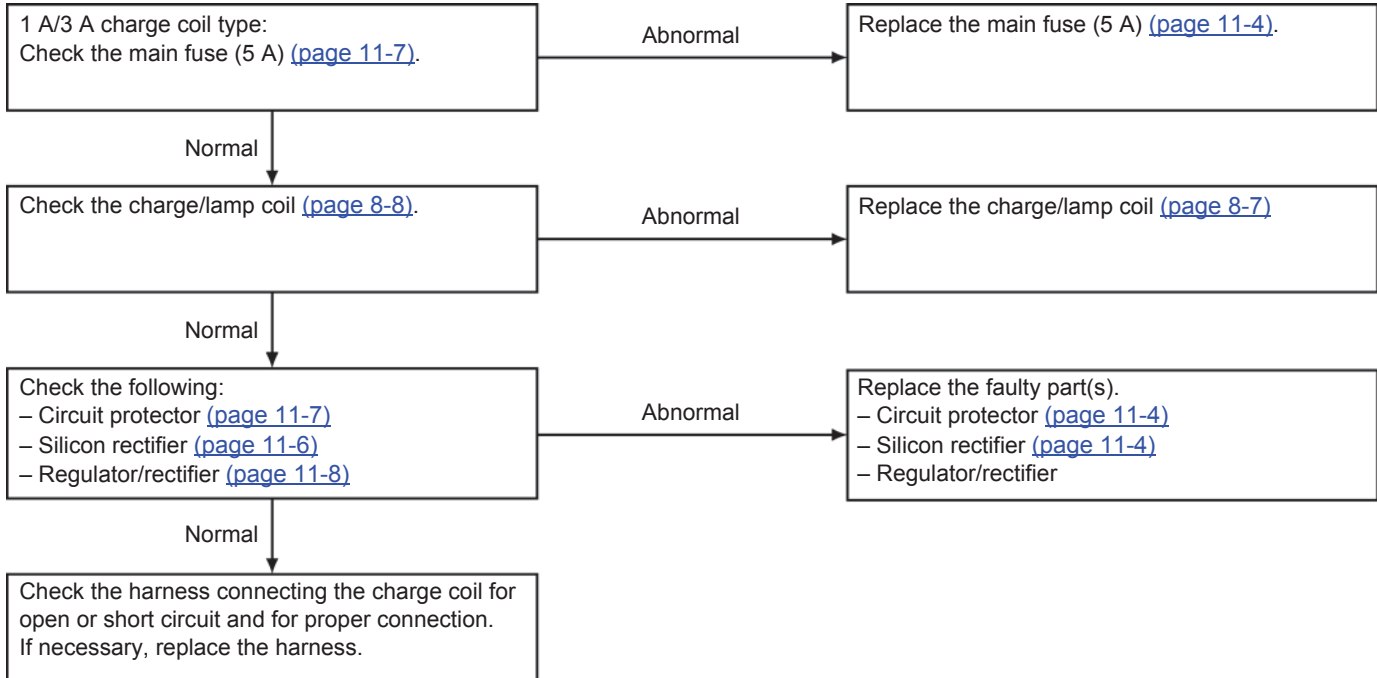 1 A/3 A charge coil type:
Check the main fuse (5 A) (page 11-7).
Abnormal
Replace the main fuse (5 A) (page 11-4).
Normal
Check the charge/lamp coil (page 8-8).
Abnormal
Replace the charge/lamp coil (page 8-7)
Normal
Check the following:
– Circuit protector (page 11-7)
– Silicon rectifier (page 11-6)
– Regulator/rectifier (page 11-8)
Abnormal
Replace the faulty part(s).
– Circuit protector (page 11-4)
– Silicon rectifier (page 11-4)
– Regulator/rectifier
Normal
Check the harness connecting the charge coil for
open or short circuit and for proper connection.
If necessary, replace the harness.